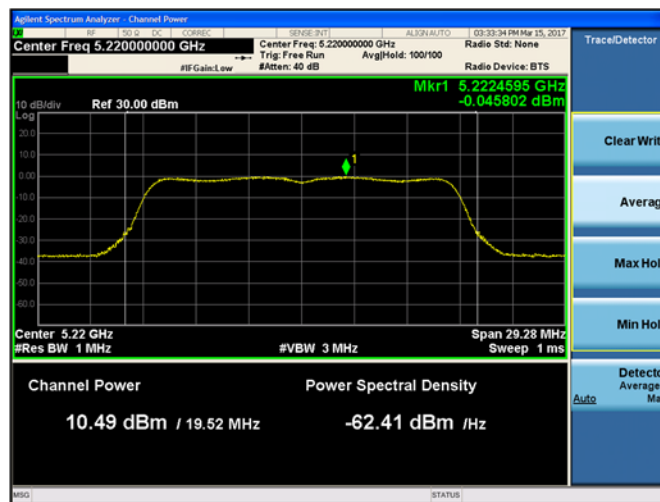 Agilent Spectrum Analyzer - Channel Power
RF 50 Ω DC CORREC SENSE:INT ALIGN AUTO 03:33:34 PM Mar 15, 2017
Center Freq 5.220000000 GHz
Center Freq: 5.220000000 GHz
Radio Std: None
Trig: Free Run
Avg|Hold: 100/100
#IFGain:Low
#Atten: 40 dB
Radio Device: BTS
Mkr1 5.2224595 GHz
-0.045802 dBm
10 dB/div
Ref 30.00 dBm
Log
20.0
10.0
0.00
-10.0
-20.0
-30.0
-40.0
-50.0
-60.0
1
Center 5.22 GHz
Span 29.28 MHz
#Res BW 1 MHz
#VBW 3 MHz
Sweep 1 ms
Channel Power
Power Spectral Density
10.49 dBm / 19.52 MHz
-62.41 dBm /Hz
MSG
STATUS
Trace/Detector
Clear Writ
Averag
Max Hol
Min Hol
Detecto
Average
Auto
Ma